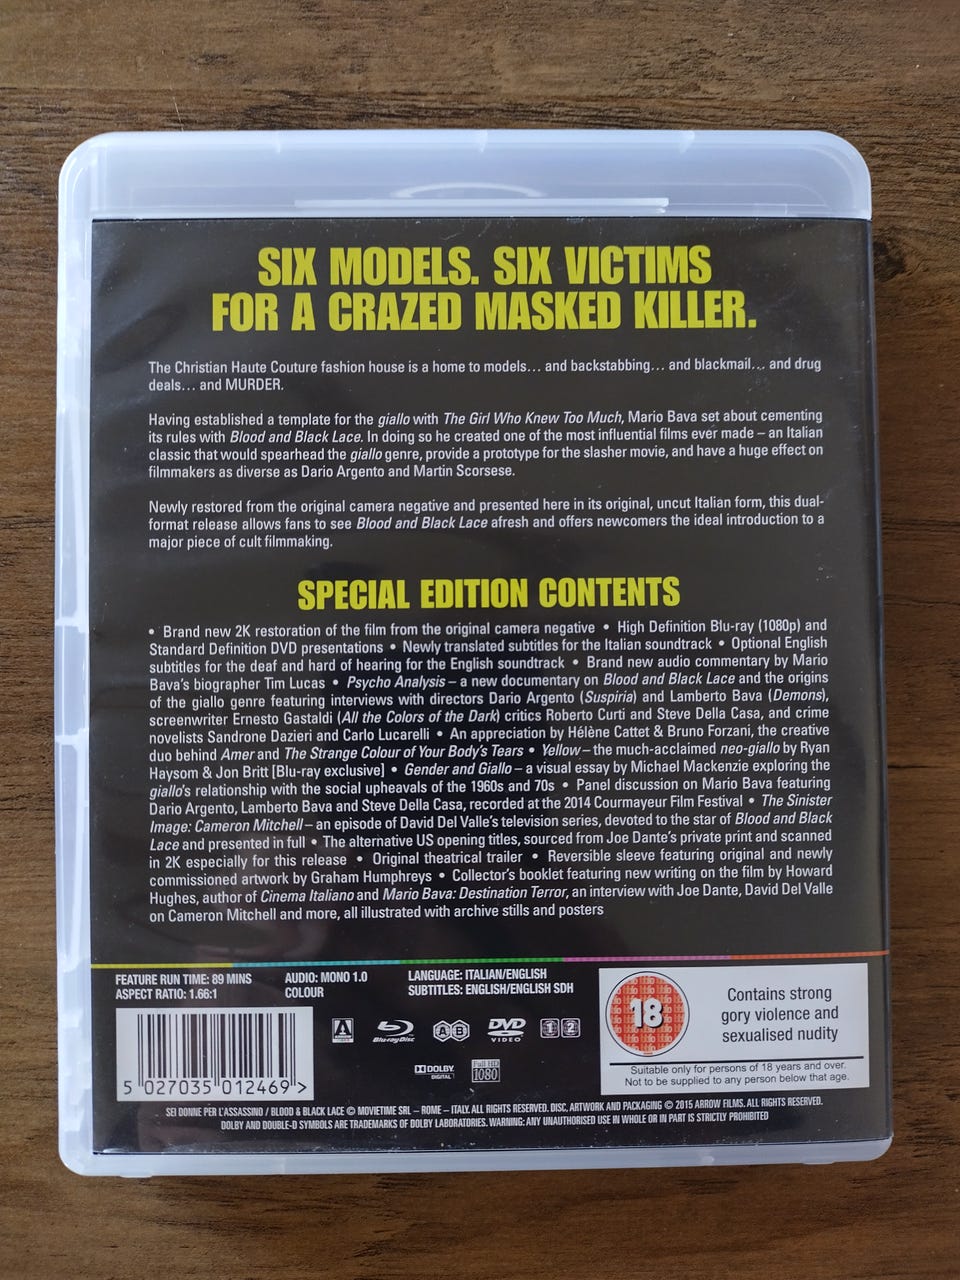 SIX MODELS. SIX VICTIMS
FOR A CRAZED MASKED KILLER.
The Christian Haute Couture fashion house is a home to models... and backstabbing... and blackmail... and drug
deals... and MURDER.
Having established a template for the giallo with The Girl Who Knew Too Much, Mario Bava set about cementing
its rules with Blood and Black Lace. In doing so he created one of the most influential films ever made – an Italian
classic that would spearhead the giallo genre, provide a prototype for the slasher movie, and have a huge effect on
filmmakers as diverse as Dario Argento and Martin Scorsese.
Newly restored from the original camera negative and presented here in its original, uncut Italian form, this dual-
format release allows fans to see Blood and Black Lace afresh and offers newcomers the ideal introduction to a
major piece of cult filmmaking.
SPECIAL EDITION CONTENTS
• Brand new 2K restoration of the film from the original camera negative • High Definition Blu-ray (1080p) and
Standard Definition DVD presentations • Newly translated subtitles for the Italian soundtrack • Optional English
subtitles for the deaf and hard of hearing for the English soundtrack • Brand new audio commentary by Mario
Bava's biographer Tim Lucas • Psycho Analysis – a new documentary on Blood and Black Lace and the origins
of the giallo genre featuring interviews with directors Dario Argento (Suspiria) and Lamberto Bava (Demons),
screenwriter Ernesto Gastaldi (All the Colors of the Dark) critics Roberto Curti and Steve Della Casa, and crime
novelists Sandrone Dazieri and Carlo Lucarelli • An appreciation by Hélène Cattet & Bruno Forzani, the creative
duo behind Amer and The Strange Colour of Your Body's Tears • Yellow – the much-acclaimed neo-giallo by Ryan
Haysom & Jon Britt [Blu-ray exclusive] • Gender and Giallo – a visual essay by Michael Mackenzie exploring the
giallo's relationship with the social upheavals of the 1960s and 70s • Panel discussion on Mario Bava featuring
Dario Argento, Lamberto Bava and Steve Della Casa, recorded at the 2014 Courmayeur Film Festival • The Sinister
Image: Cameron Mitchell – an episode of David Del Valle's television series, devoted to the star of Blood and Black
Lace and presented in full • The alternative US opening titles, sourced from Joe Dante's private print and scanned
in 2K especially for this release • Original theatrical trailer • Reversible sleeve featuring original and newly
commissioned artwork by Graham Humphreys • Collector's booklet featuring new writing on the film by Howard
Hughes, author of Cinema Italiano and Mario Bava: Destination Terror, an interview with Joe Dante, David Del Valle
on Cameron Mitchell and more, all illustrated with archive stills and posters
FEATURE RUN TIME: 89 MINS
ASPECT RATIO: 1.66:1
AUDIO: MONO 1.0
COLOUR
LANGUAGE: ITALIAN/ENGLISH
SUBTITLES: ENGLISH/ENGLISH SDH
18
Contains strong
gory violence and
sexualised nudity
Suitable only for persons of 18 years and over.
Not to be supplied to any person below that age.
5 027035 012469 >
A
Blu-ray Disc
A B
DVD
VIDEO
1 2
DOLBY
DIGITAL
Full HD
1080
SEI DONNE PER L'ASSASSINO / BLOOD & BLACK LACE © MOVIETIME SRL – ROME – ITALY. ALL RIGHTS RESERVED. DISC, ARTWORK AND PACKAGING © 2015 ARROW FILMS. ALL RIGHTS RESERVED.
DOLBY AND DOUBLE-D SYMBOLS ARE TRADEMARKS OF DOLBY LABORATORIES. WARNING: ANY UNAUTHORISED USE IN WHOLE OR IN PART IS STRICTLY PROHIBITED